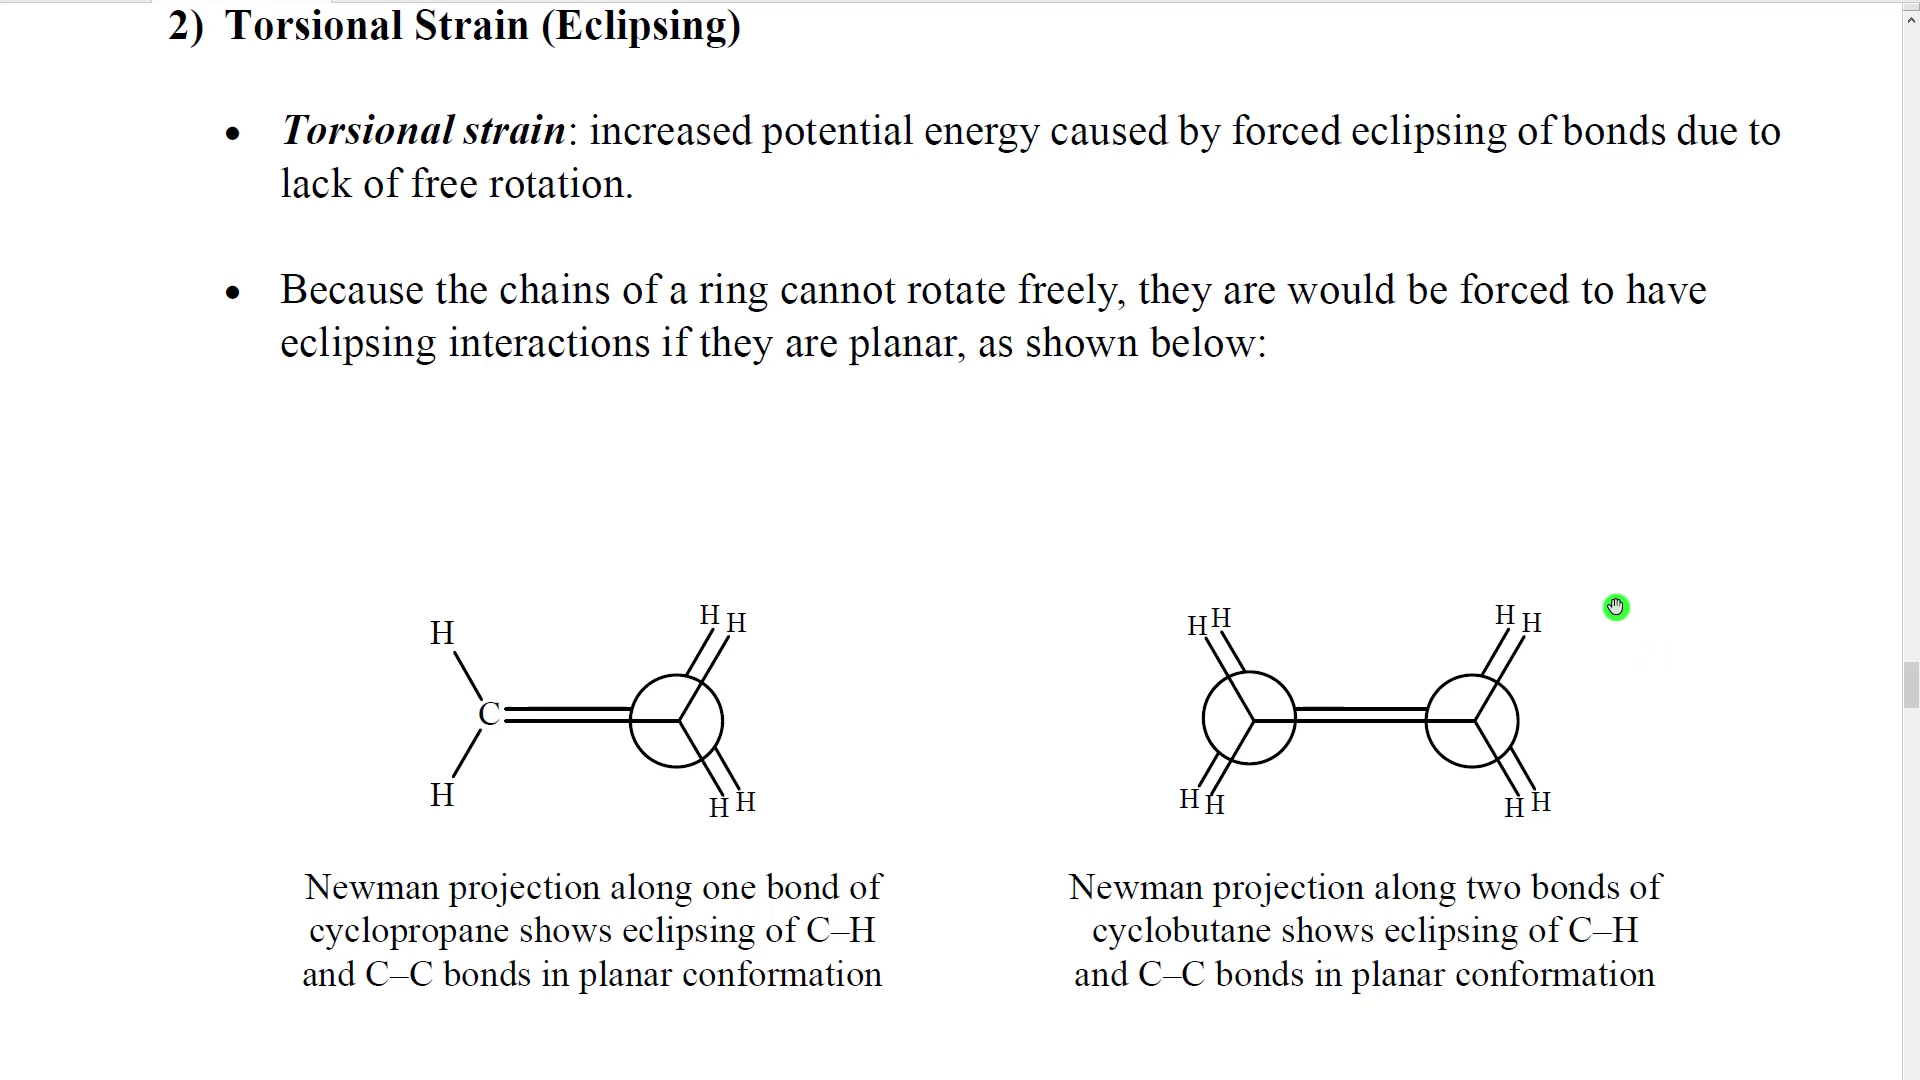 2) Torsional Strain (Eclipsing)
• Torsional strain: increased potential energy caused by forced eclipsing of bonds due to
lack of free rotation.
• Because the chains of a ring cannot rotate freely, they are would be forced to have
eclipsing interactions if they are planar, as shown below:
H
H H
C
H
H H
H H
H H
H H
H H
Newman projection along one bond of
cyclopropane shows eclipsing of C–H
and C–C bonds in planar conformation
Newman projection along two bonds of
cyclobutane shows eclipsing of C–H
and C–C bonds in planar conformation